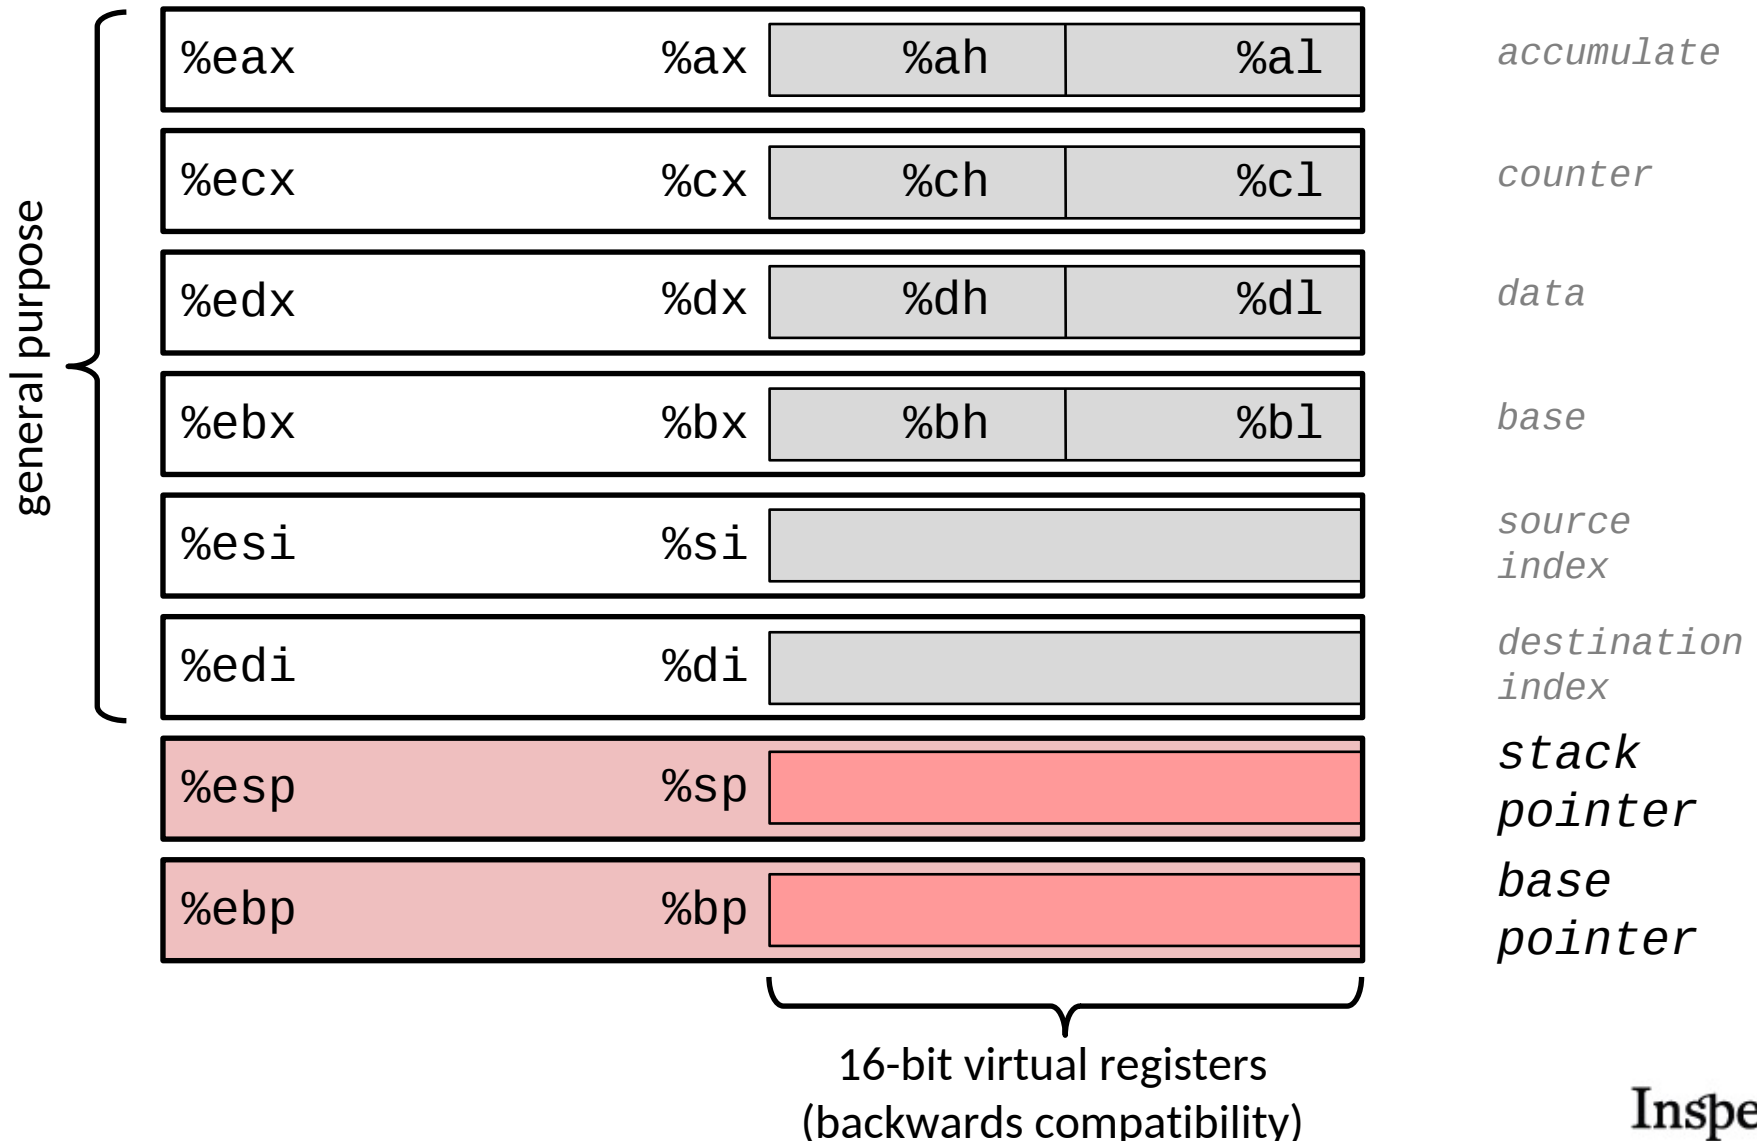 general purpose
%eax %ax %ah %al accumulate
%ecx %cx %ch %cl counter
%edx %dx %dh %dl data
%ebx %bx %bh %bl base
%esi %si source
index
%edi %di destination
index
%esp %sp stack
pointer
%ebp %bp base
pointer
16-bit virtual registers
(backwards compatibility)